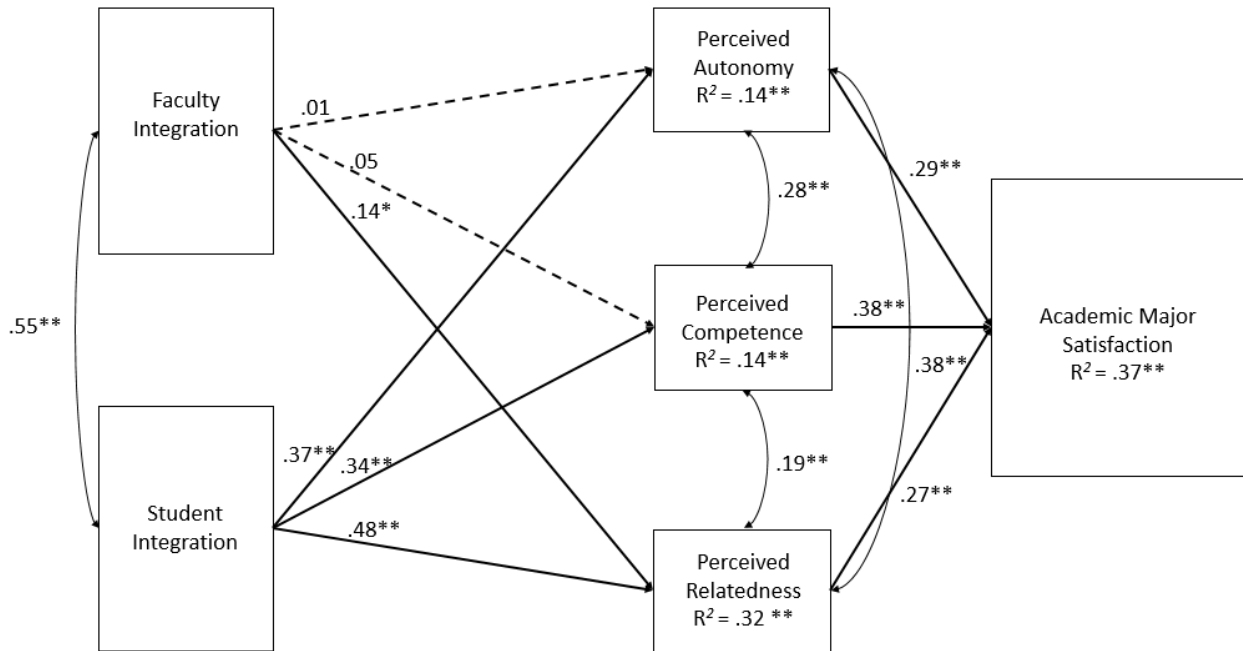 Faculty
Integration
Student
Integration
.55**
.01
.05
.14*
.37**
.34**
.48**
Perceived
Autonomy
R² = .14**
.28**
Perceived
Competence
R² = .14**
.19**
Perceived
Relatedness
R² = .32 **
.29**
.38**
.38**
.27**
Academic Major
Satisfaction
R² = .37**